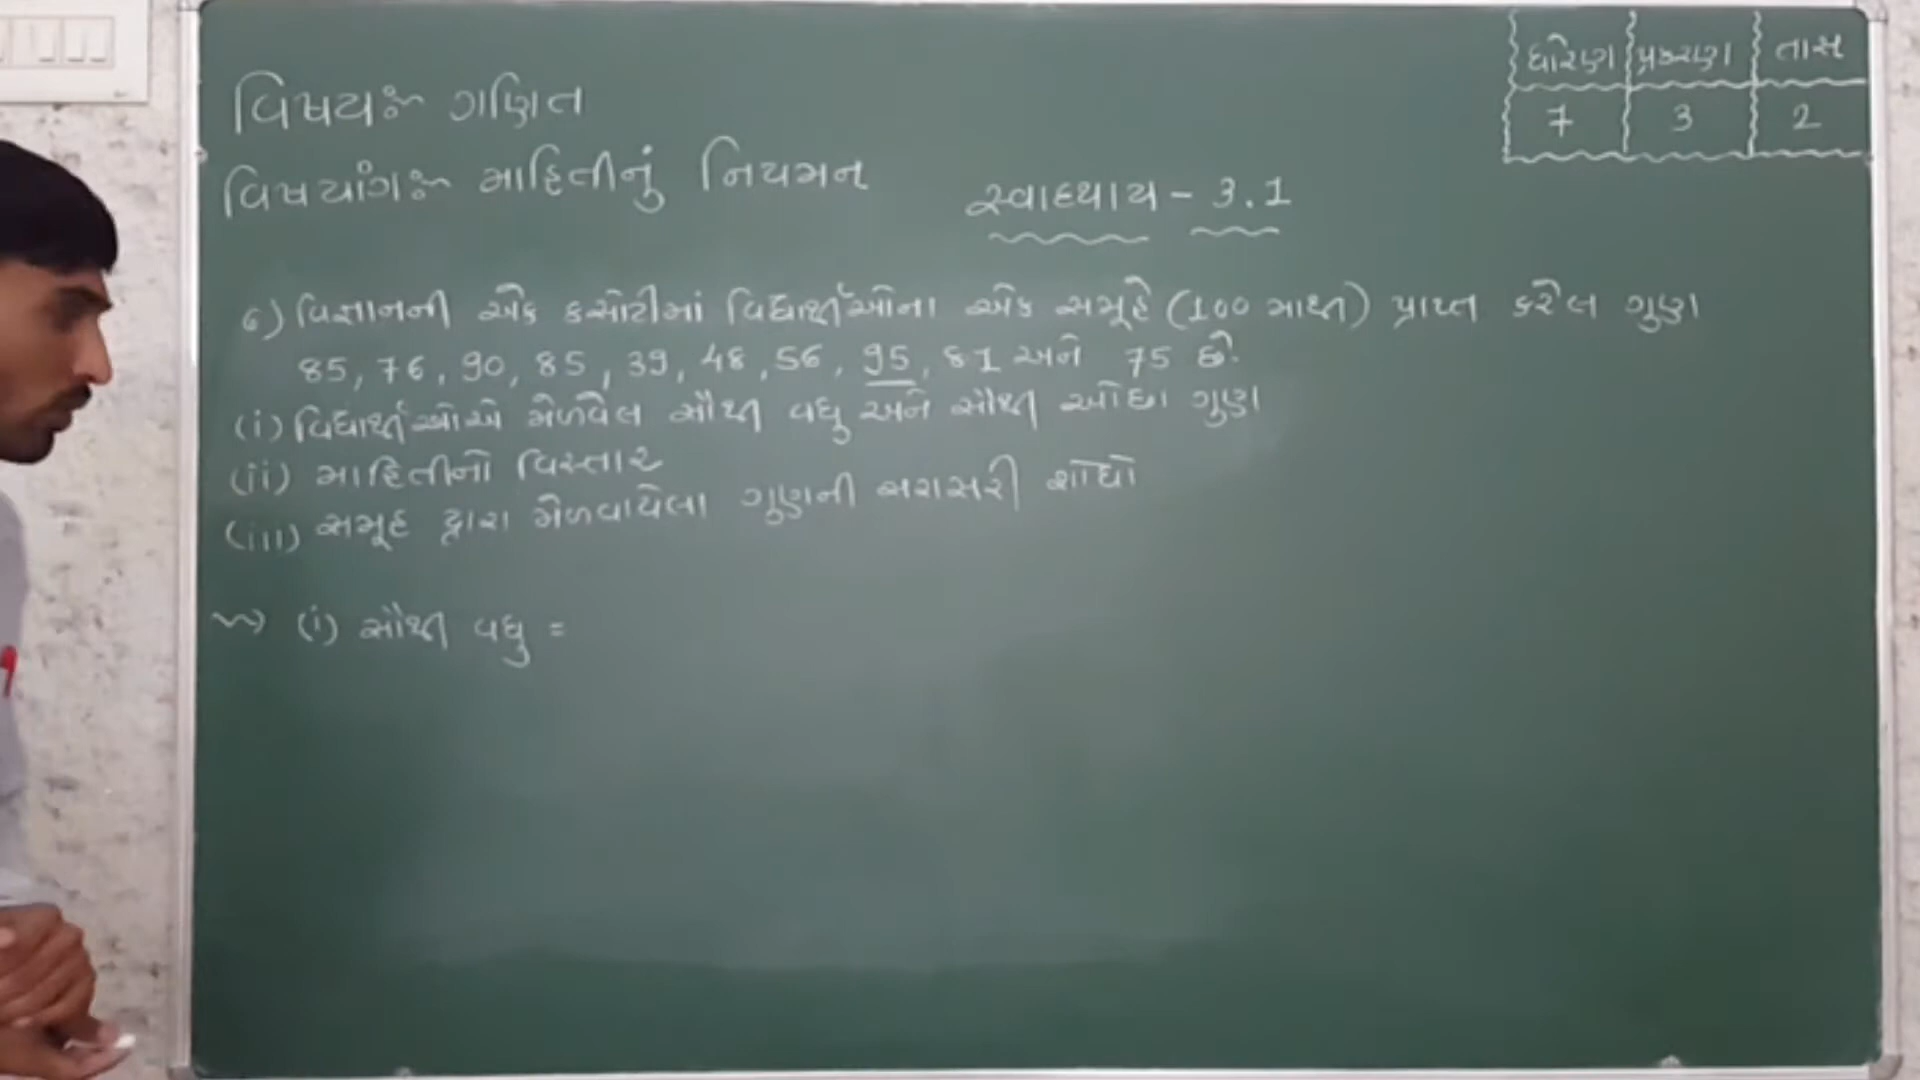 ધોરણ પ્રકરણ તાસ
7 3 2
વિષય:- ગણિત
વિષયાંગ:- માહિતીનું નિયમન
સ્વાધ્યાય - 3.1
૬) વિજ્ઞાનની એક કસોટીમાં વિદ્યાર્થીઓના એક સમૂહે (100 માથી) પ્રાપ્ત કરેલ ગુણ
85, 76, 90, 85, 39, 48, 56, 95, 81 અને 75 છે.
(i) વિદ્યાર્થીઓએ મેળવેલ સૌથી વધુ અને સૌથી ઓછા ગુણ
(ii) માહિતીનો વિસ્તાર
(iii) સમૂહ દ્વારા મેળવાયેલા ગુણની સરાસરી શોધો
(i) સૌથી વધુ =